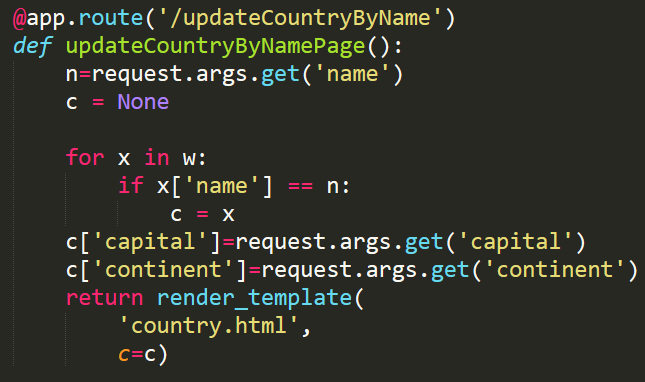 @app.route('/updateCountryByName')
def updateCountryByNamePage():
    n=request.args.get('name')
    c = None

    for x in w:
        if x['name'] == n:
            c = x
    c['capital']=request.args.get('capital')
    c['continent']=request.args.get('continent')
    return render_template(
        'country.html',
        c=c)